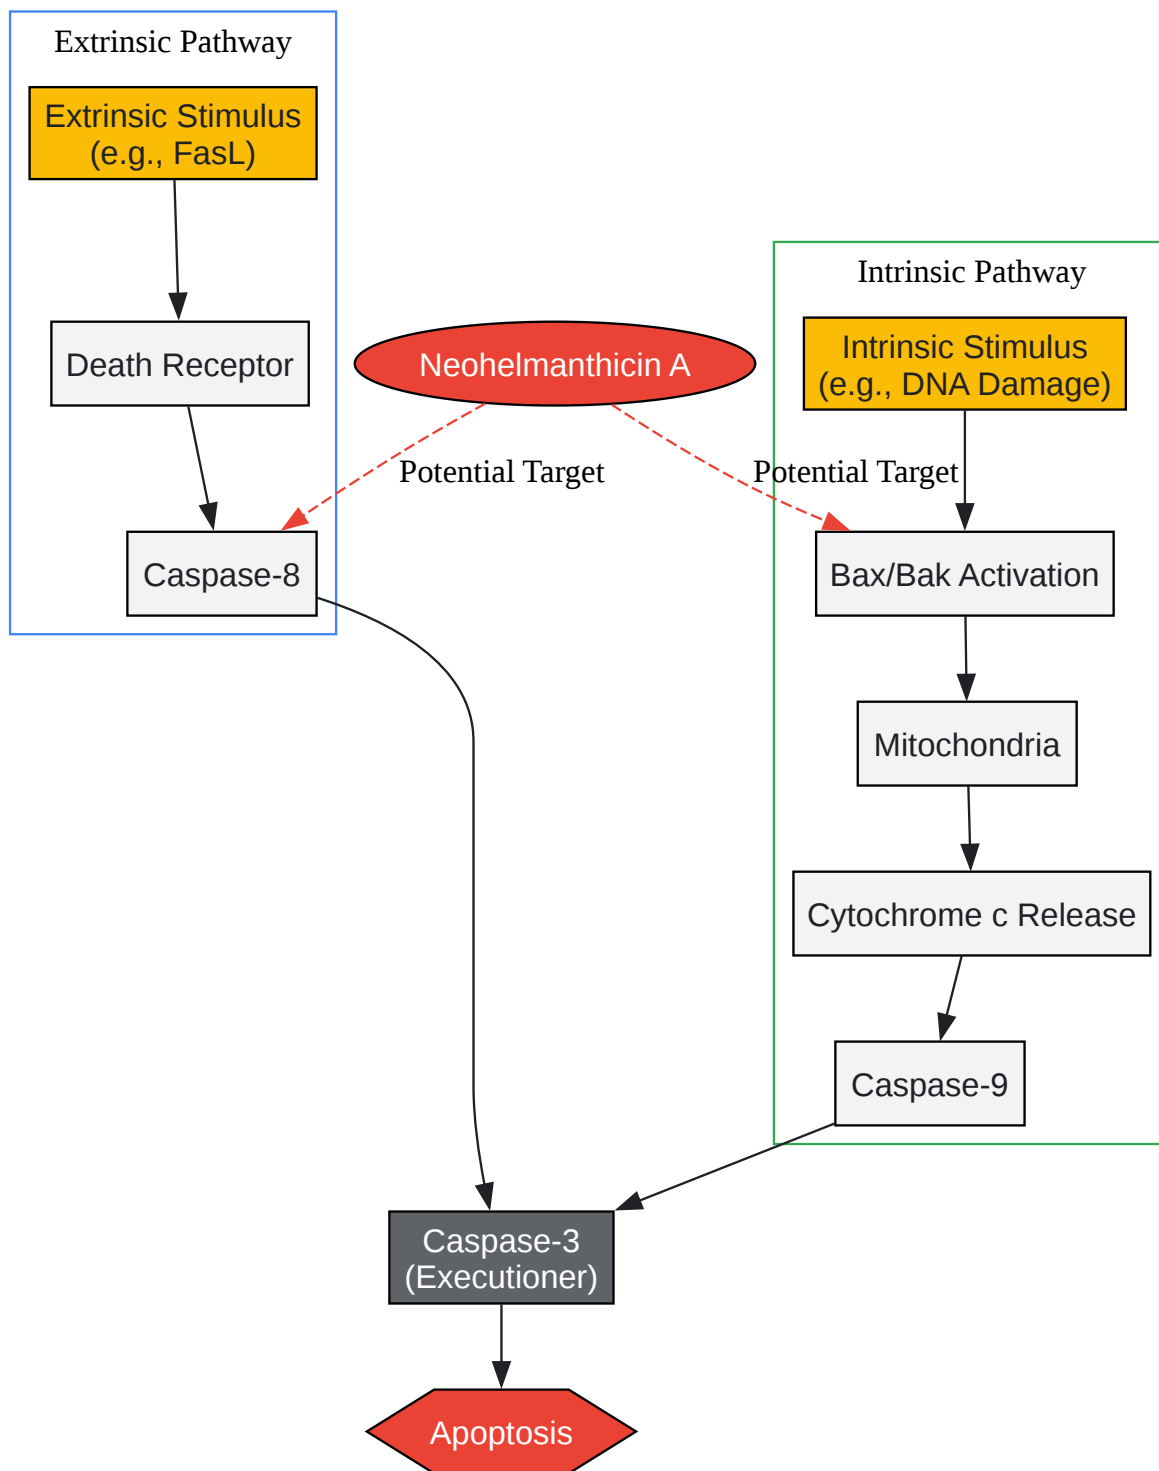 Extrinsic Pathway
Extrinsic Stimulus
(e.g., FasL)
Intrinsic Pathway
Death Receptor
Neohelmanthicin A
Intrinsic Stimulus
(e.g., DNA Damage)
Potential Target
Potential Target
Caspase-8
Bax/Bak Activation
Mitochondria
Cytochrome c Release
Caspase-9
Caspase-3
(Executioner)
Apoptosis